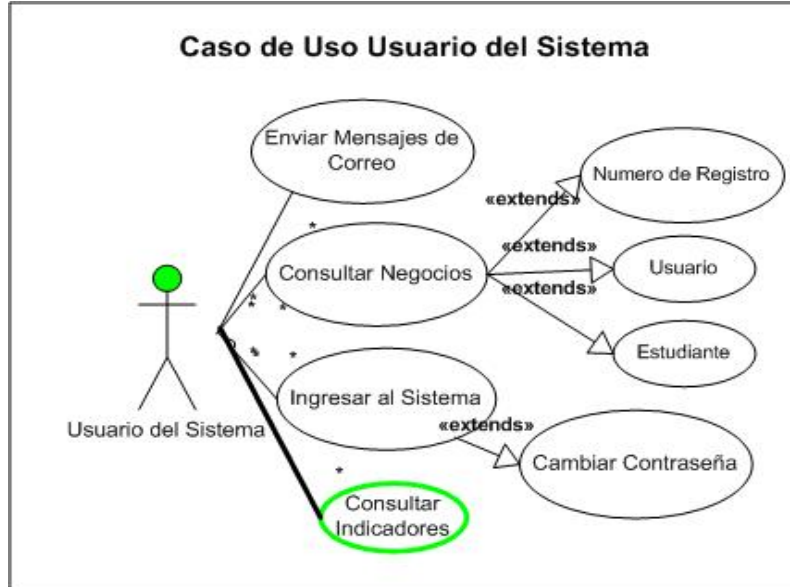 Caso de Uso Usuario del Sistema
Enviar Mensajes de
Correo
Numero de Registro
«extends»
*
Consultar Negocios
«extends»
Usuario
«extends»
*
*
*
Estudiante
*
*
*
Ingresar al Sistema
Usuario del Sistema
«extends»
Cambiar Contraseña
*
Consultar
Indicadores